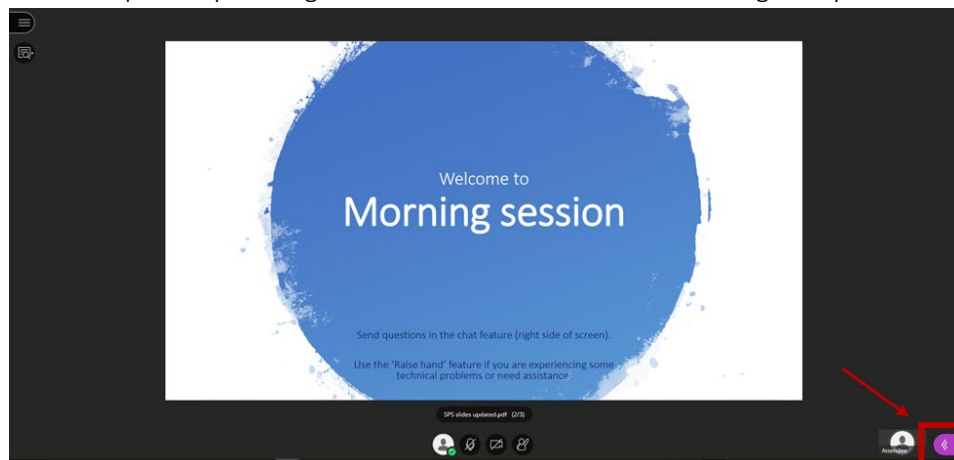 Welcome to
Morning session
Send questions in the chat feature (right side of screen).
Use the 'Raise hand' feature if you are experiencing some
technical problems or need assistance.
SPS slides updated.pdf (2/3)
Attendee